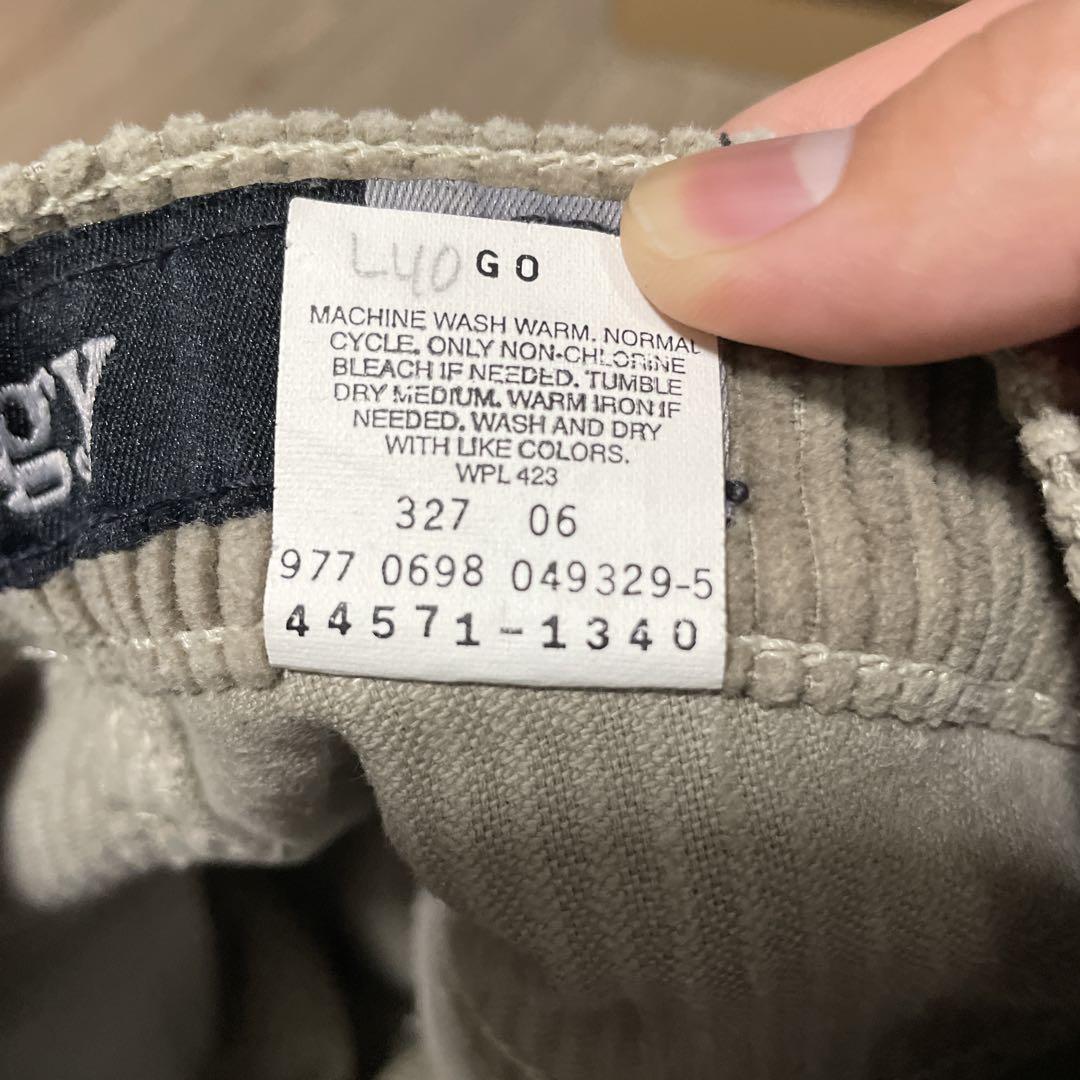 L40 GO
MACHINE WASH WARM. NORMAL
CYCLE. ONLY NON-CHLORINE
BLEACH IF NEEDED. TUMBLE
DRY MEDIUM. WARM IRON IF
NEEDED. WASH AND DRY
WITH LIKE COLORS.
WPL 423
327 06
977 0698 049329-5
44571-1340